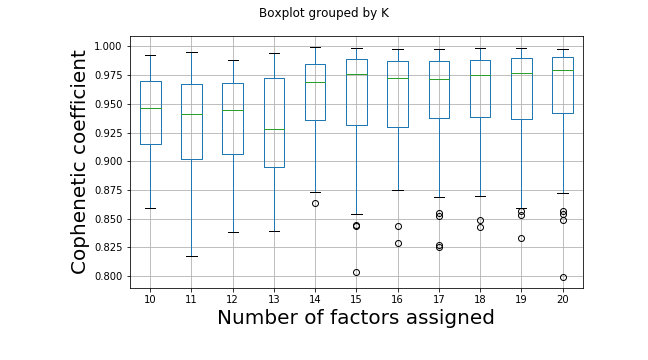 Boxplot grouped by K
Cophenetic coefficient
1.000
0.975
0.950
0.925
0.900
0.875
0.850
0.825
0.800
10 11 12 13 14 15 16 17 18 19 20
Number of factors assigned